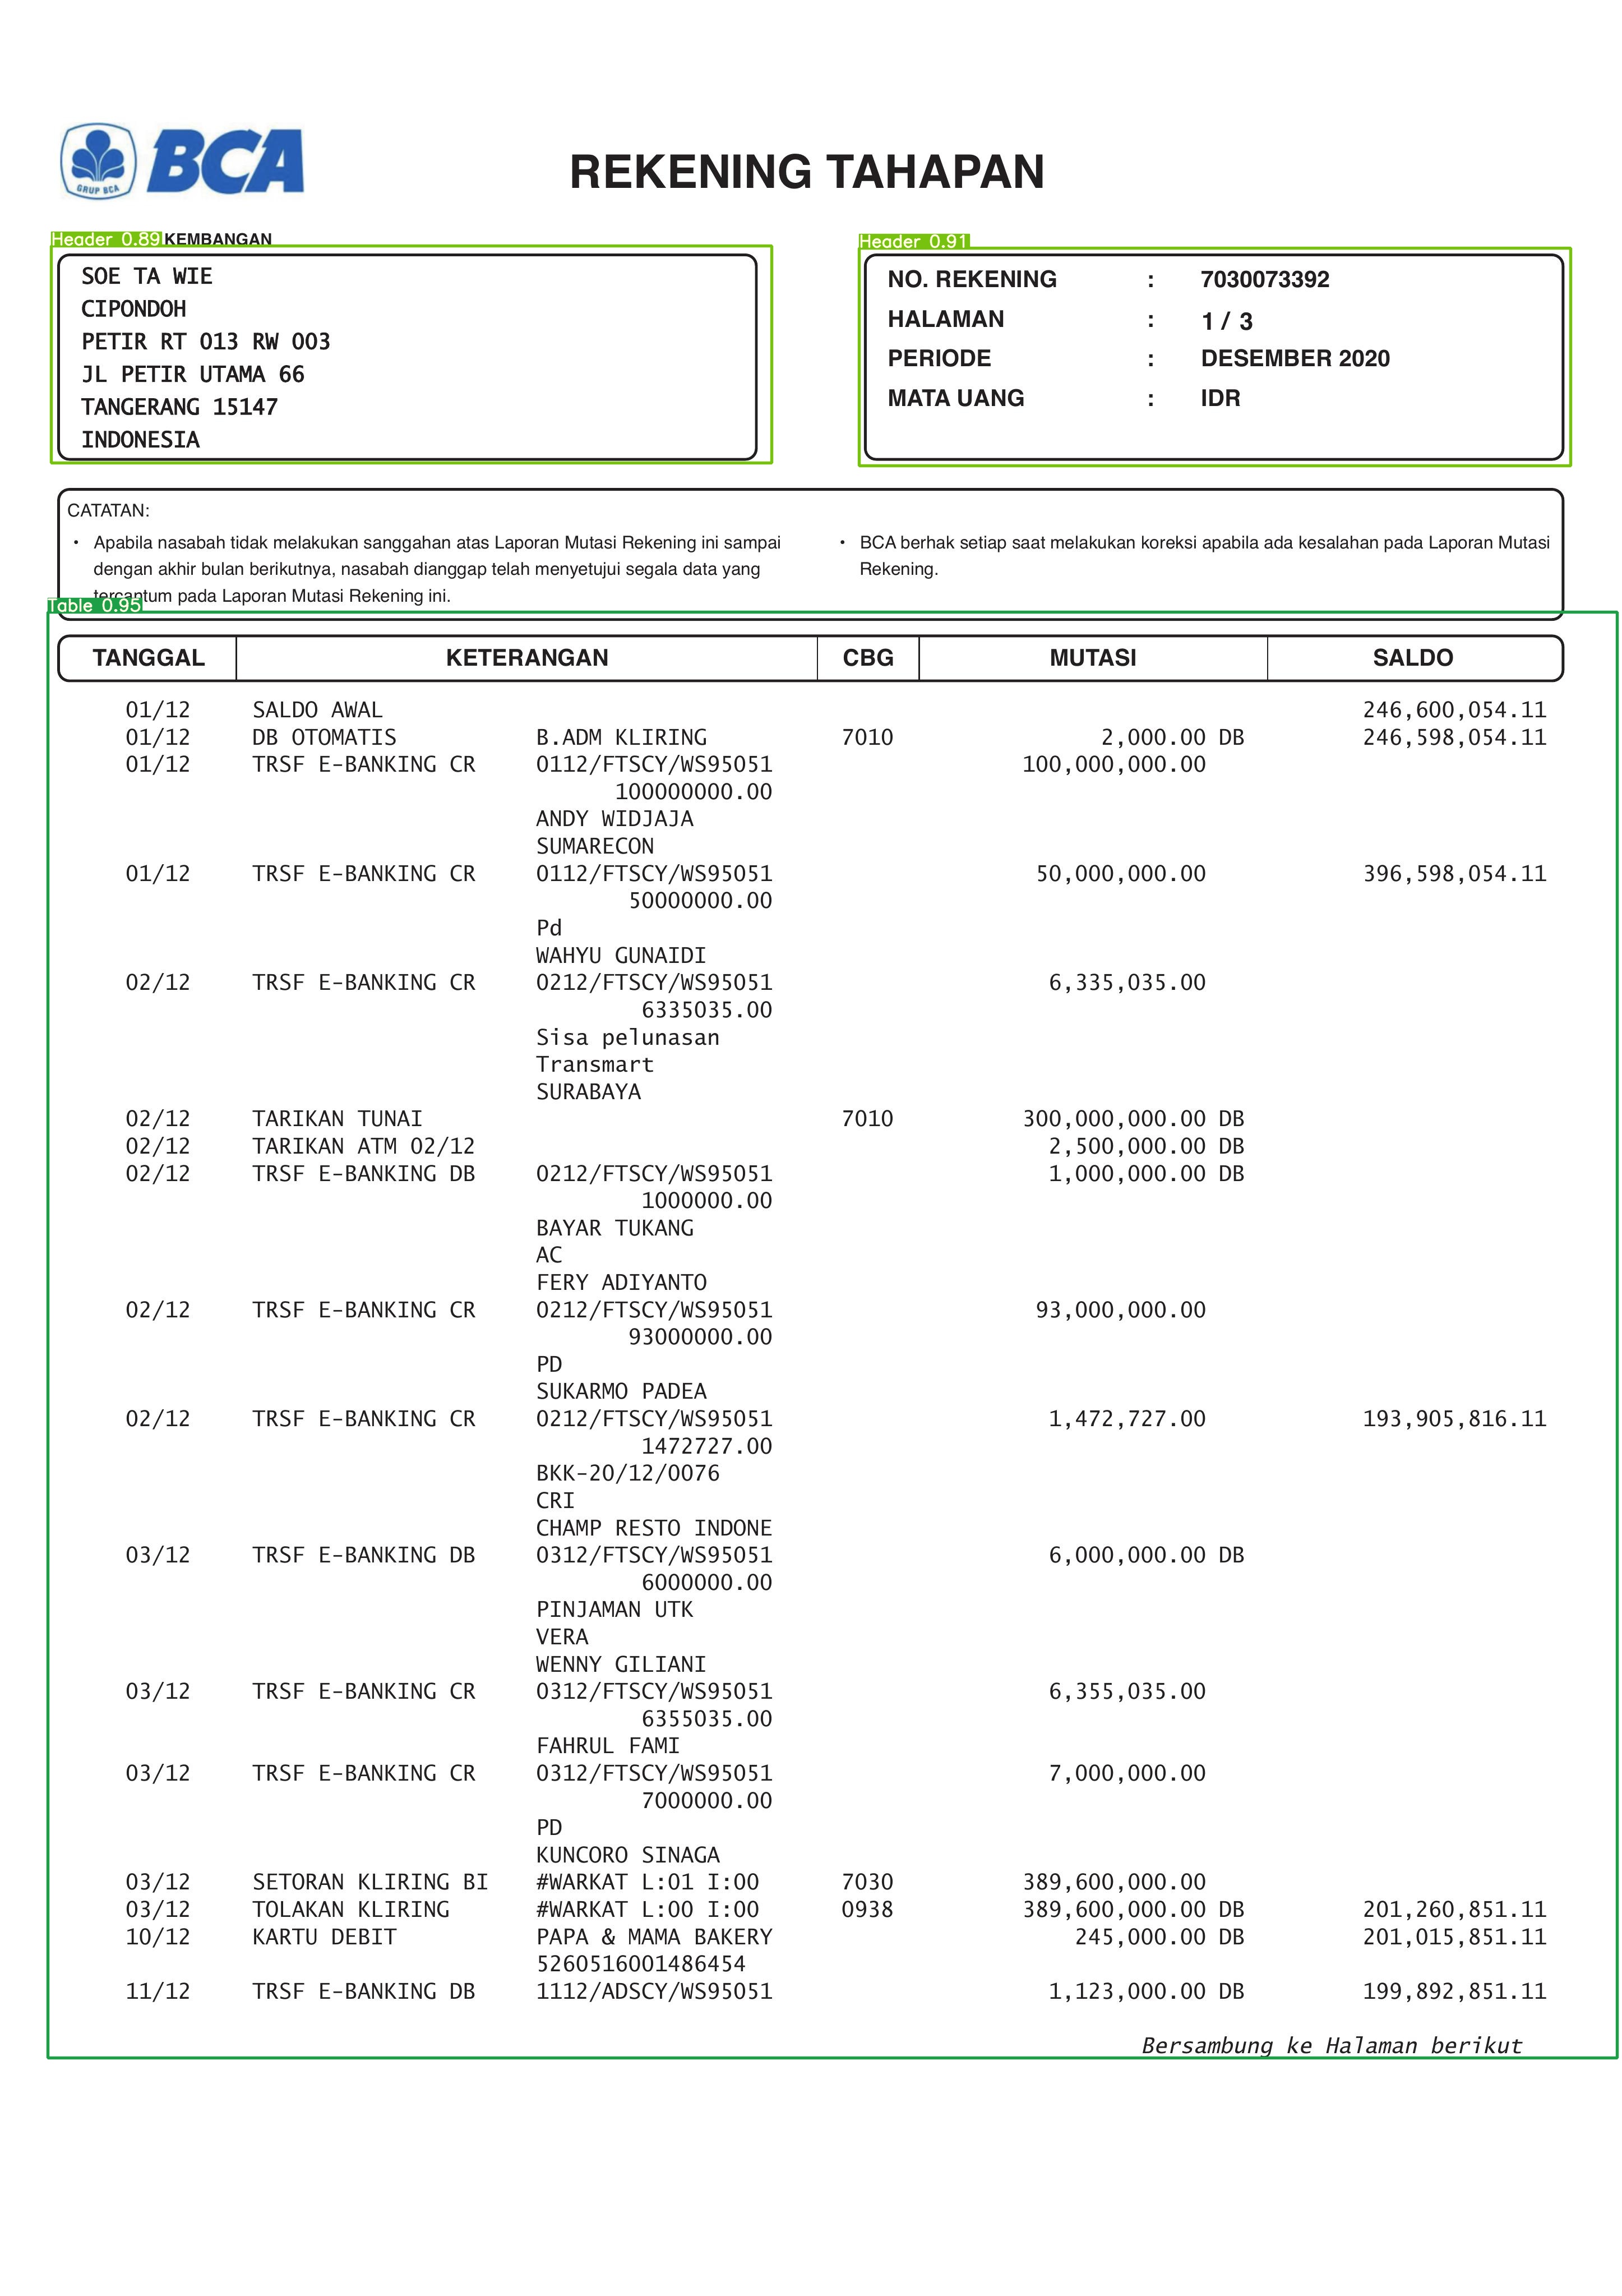 GRUP BCA
BCA
REKENING TAHAPAN
Header 0.89 KEMBANGAN
SOE TA WIE
CIPONDOH
PETIR RT 013 RW 003
JL PETIR UTAMA 66
TANGERANG 15147
INDONESIA
Header 0.91
NO. REKENING : 7030073392
HALAMAN : 1 / 3
PERIODE : DESEMBER 2020
MATA UANG : IDR
CATATAN:
• Apabila nasabah tidak melakukan sanggahan atas Laporan Mutasi Rekening ini sampai
dengan akhir bulan berikutnya, nasabah dianggap telah menyetujui segala data yang
tercantum pada Laporan Mutasi Rekening ini.
• BCA berhak setiap saat melakukan koreksi apabila ada kesalahan pada Laporan Mutasi
Rekening.
Table 0.95
TANGGAL KETERANGAN CBG MUTASI SALDO
01/12 SALDO AWAL 246,600,054.11
01/12 DB OTOMATIS B.ADM KLIRING 7010 2,000.00 DB 246,598,054.11
01/12 TRSF E-BANKING CR 0112/FTSCY/WS95051 100,000,000.00
100000000.00
ANDY WIDJAJA
SUMARECON
01/12 TRSF E-BANKING CR 0112/FTSCY/WS95051 50,000,000.00 396,598,054.11
50000000.00
Pd
WAHYU GUNAIDI
02/12 TRSF E-BANKING CR 0212/FTSCY/WS95051 6,335,035.00
6335035.00
Sisa pelunasan
Transmart
SURABAYA
02/12 TARIKAN TUNAI 7010 300,000,000.00 DB
02/12 TARIKAN ATM 02/12 2,500,000.00 DB
02/12 TRSF E-BANKING DB 0212/FTSCY/WS95051 1,000,000.00 DB
1000000.00
BAYAR TUKANG
AC
FERY ADIYANTO
02/12 TRSF E-BANKING CR 0212/FTSCY/WS95051 93,000,000.00
93000000.00
PD
SUKARMO PADEA
02/12 TRSF E-BANKING CR 0212/FTSCY/WS95051 1,472,727.00 193,905,816.11
1472727.00
BKK-20/12/0076
CRI
CHAMP RESTO INDONE
03/12 TRSF E-BANKING DB 0312/FTSCY/WS95051 6,000,000.00 DB
6000000.00
PINJAMAN UTK
VERA
WENNY GILIANI
03/12 TRSF E-BANKING CR 0312/FTSCY/WS95051 6,355,035.00
6355035.00
FAHRUL FAMI
03/12 TRSF E-BANKING CR 0312/FTSCY/WS95051 7,000,000.00
7000000.00
PD
KUNCORO SINAGA
03/12 SETORAN KLIRING BI #WARKAT L:01 I:00 7030 389,600,000.00
03/12 TOLAKAN KLIRING #WARKAT L:00 I:00 0938 389,600,000.00 DB 201,260,851.11
10/12 KARTU DEBIT PAPA & MAMA BAKERY 245,000.00 DB 201,015,851.11
5260516001486454
11/12 TRSF E-BANKING DB 1112/ADSCY/WS95051 1,123,000.00 DB 199,892,851.11
Bersambung ke Halaman berikut